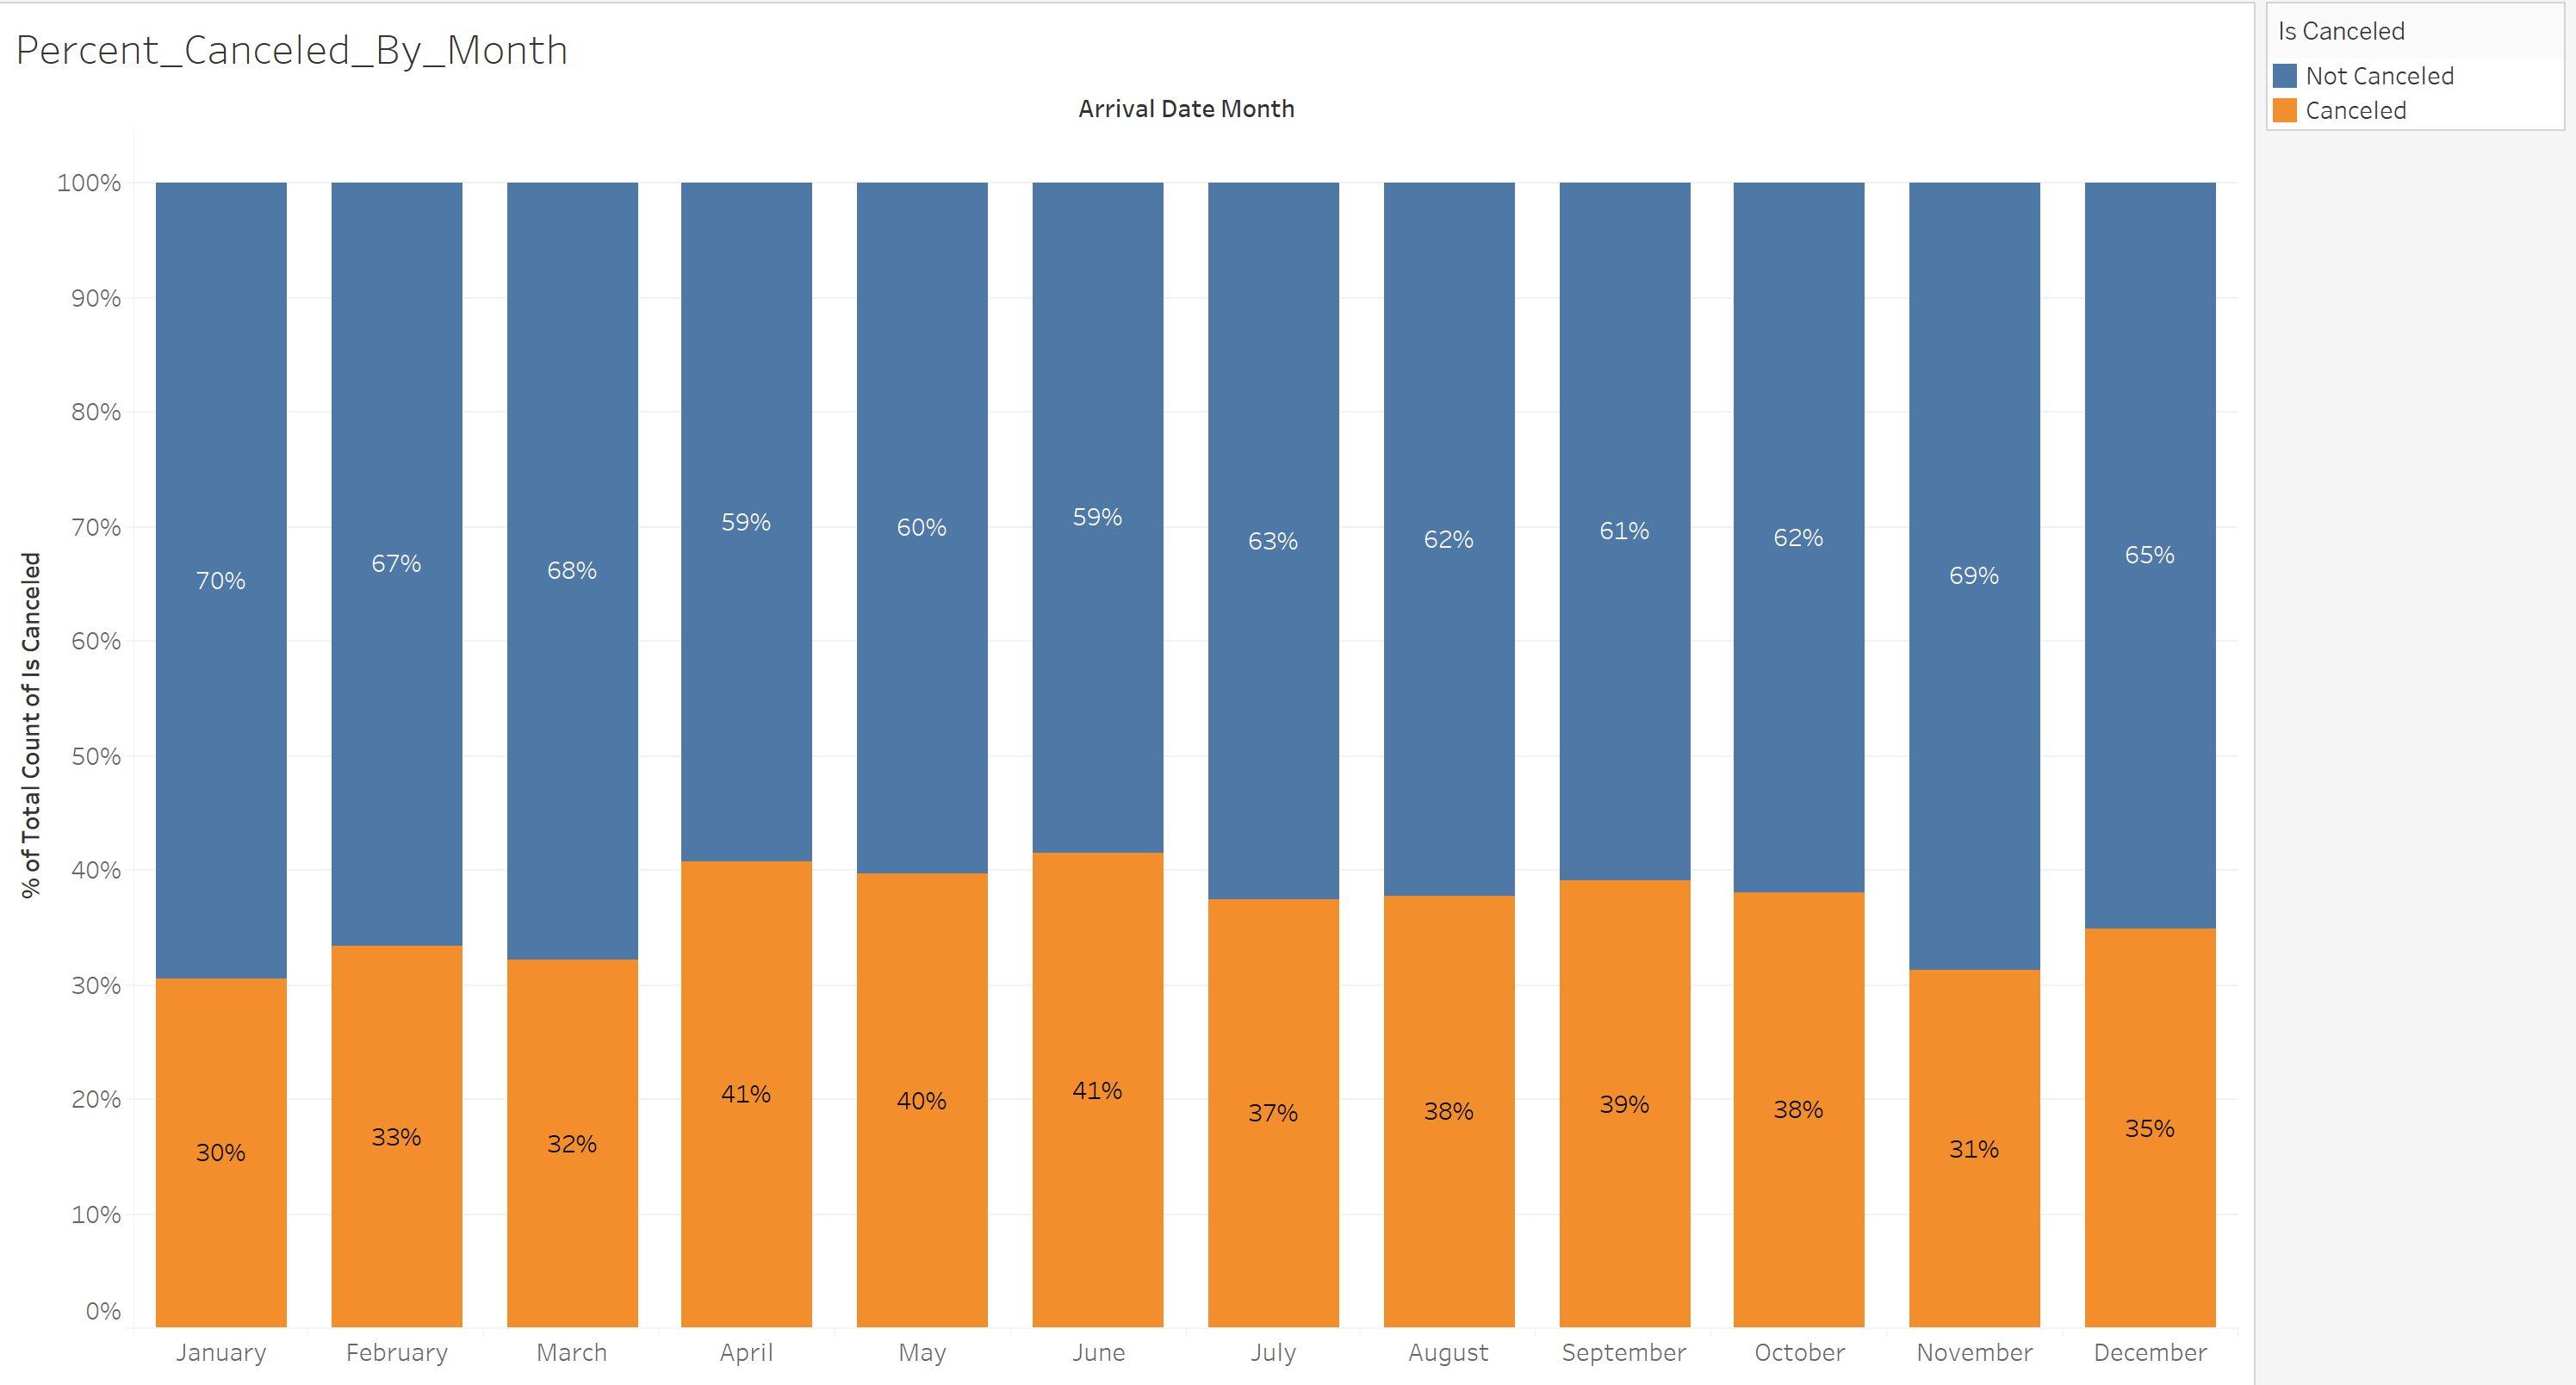 Percent_Canceled_By_Month
Is Canceled
Not Canceled
Canceled
Arrival Date Month
% of Total Count of Is Canceled
100%
90%
80%
70%
60%
50%
40%
30%
20%
10%
0%
70% 67% 68% 59% 60% 59% 63% 62% 61% 62% 69% 65%
30% 33% 32% 41% 40% 41% 37% 38% 39% 38% 31% 35%
January February March April May June July August September October November December